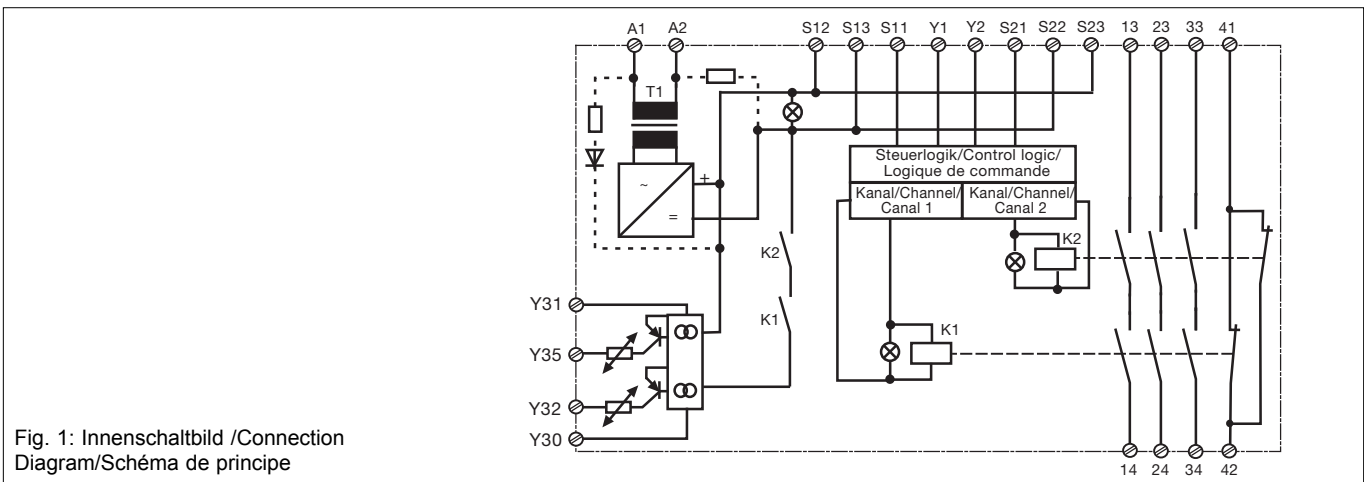 A1 A2 S12 S13 S11 Y1 Y2 S21 S22 S23 13 23 33 41
T1
Steuerlogik/Control logic/
Logique de commande
~
+
Kanal/Channel/
Canal 1
Kanal/Channel/
Canal 2
=
K2
K2
Y31
K1
K1
Y35
Y32
Y30
Fig. 1: Innenschaltbild /Connection
Diagram/Schéma de principe
14 24 34 42